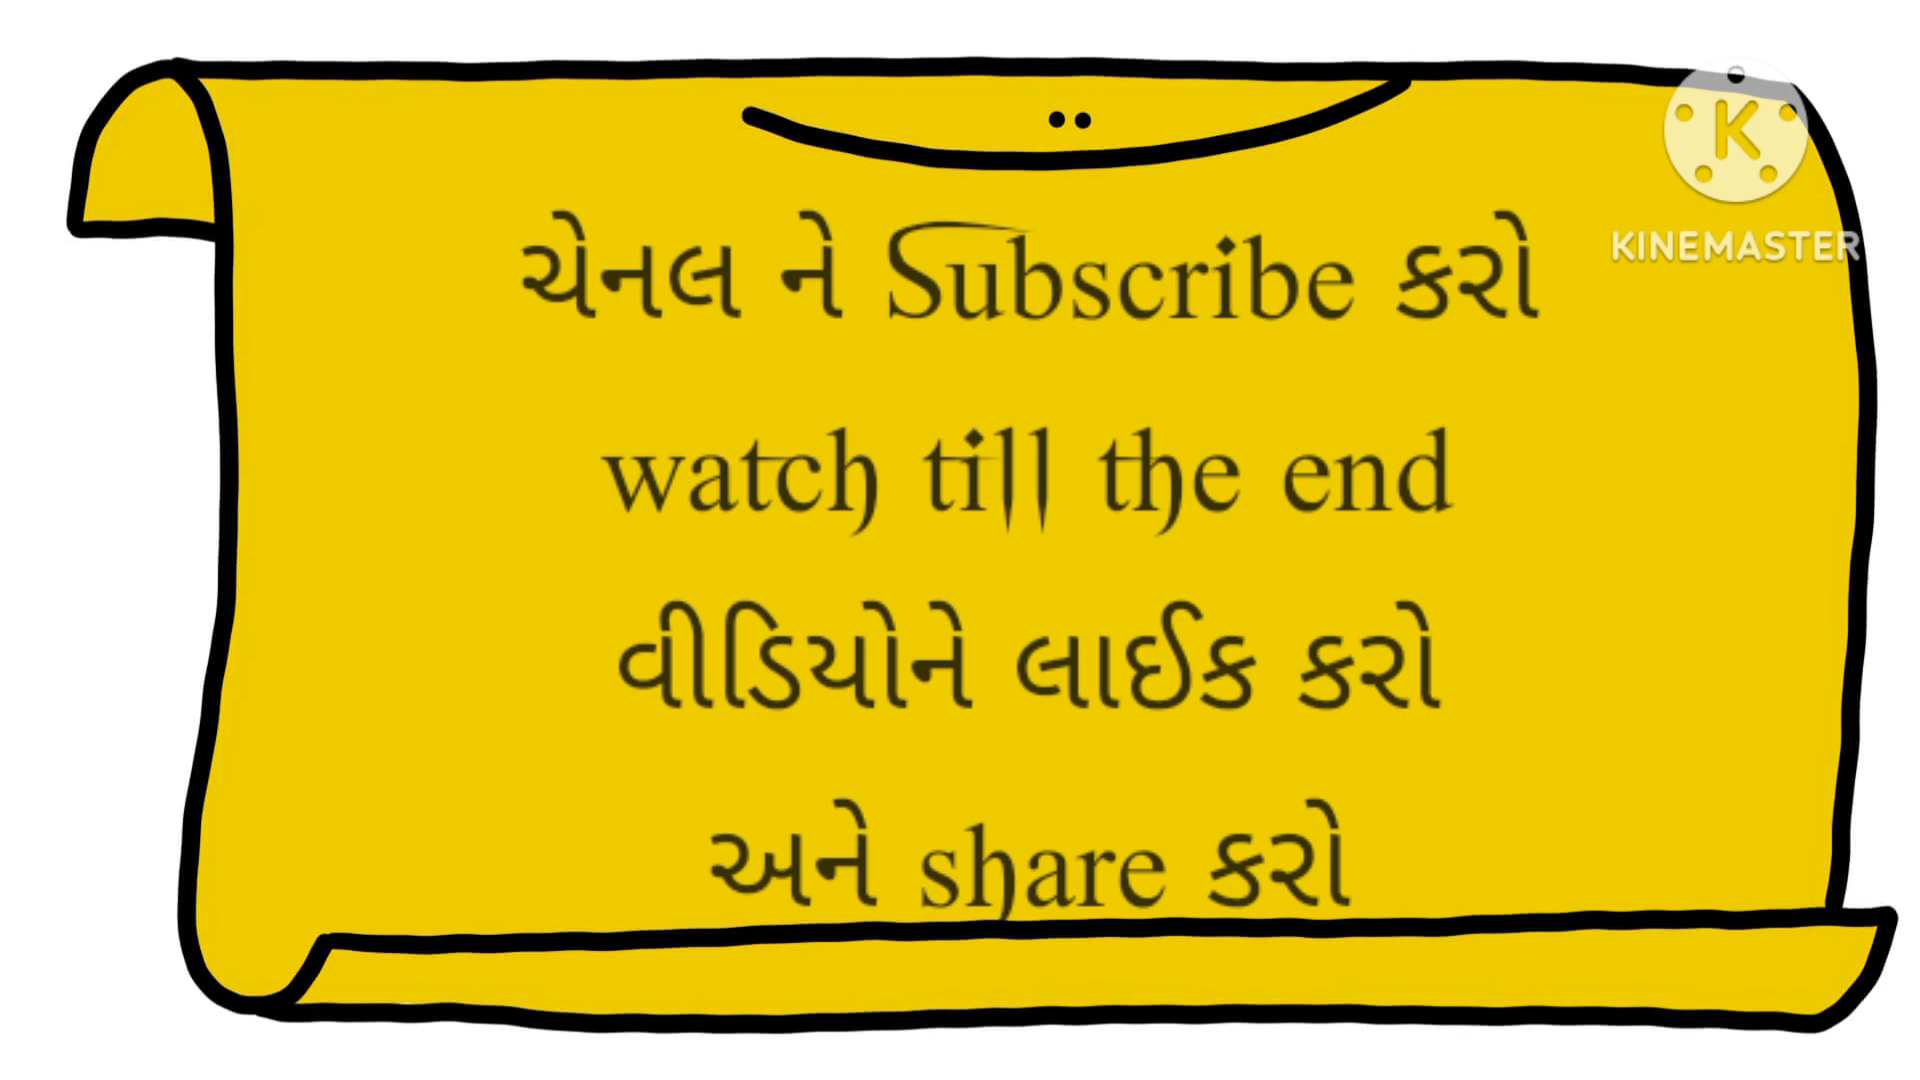 ચેનલ ને Subscribe કરો
K
KINEMASTER
watch till the end
વીડિયોને લાઈક કરો
અને share કરો